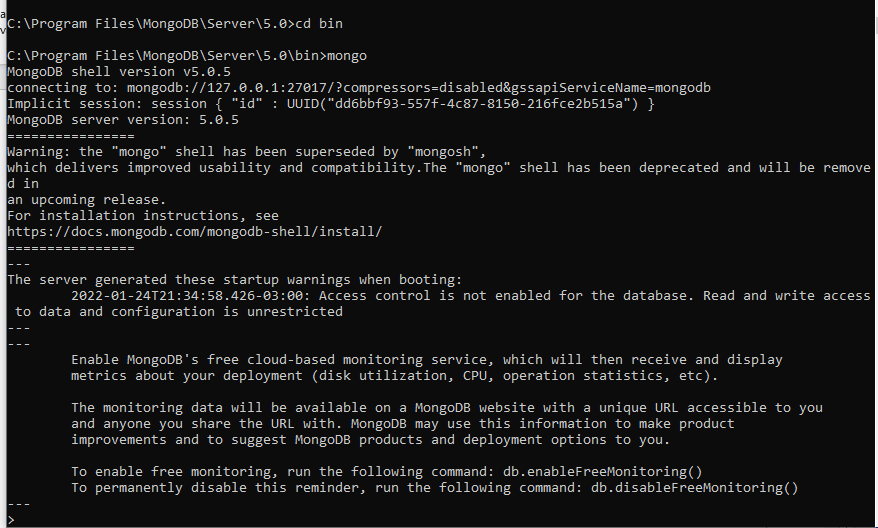 C:\Program Files\MongoDB\Server\5.0>cd bin
C:\Program Files\MongoDB\Server\5.0\bin>mongo
MongoDB shell version v5.0.5
connecting to: mongodb://127.0.0.1:27017/?compressors=disabled&gssapiServiceName=mongodb
Implicit session: session { "id" : UUID("dd6bbf93-557f-4c87-8150-216fce2b515a") }
MongoDB server version: 5.0.5
================
Warning: the "mongo" shell has been superseded by "mongosh",
which delivers improved usability and compatibility.The "mongo" shell has been deprecated and will be remove
d in
an upcoming release.
For installation instructions, see
https://docs.mongodb.com/mongodb-shell/install/
================
---
The server generated these startup warnings when booting:
        2022-01-24T21:34:58.426-03:00: Access control is not enabled for the database. Read and write access
 to data and configuration is unrestricted
---
---
        Enable MongoDB's free cloud-based monitoring service, which will then receive and display
        metrics about your deployment (disk utilization, CPU, operation statistics, etc).
        The monitoring data will be available on a MongoDB website with a unique URL accessible to you
        and anyone you share the URL with. MongoDB may use this information to make product
        improvements and to suggest MongoDB products and deployment options to you.
        To enable free monitoring, run the following command: db.enableFreeMonitoring()
        To permanently disable this reminder, run the following command: db.disableFreeMonitoring()
---
>